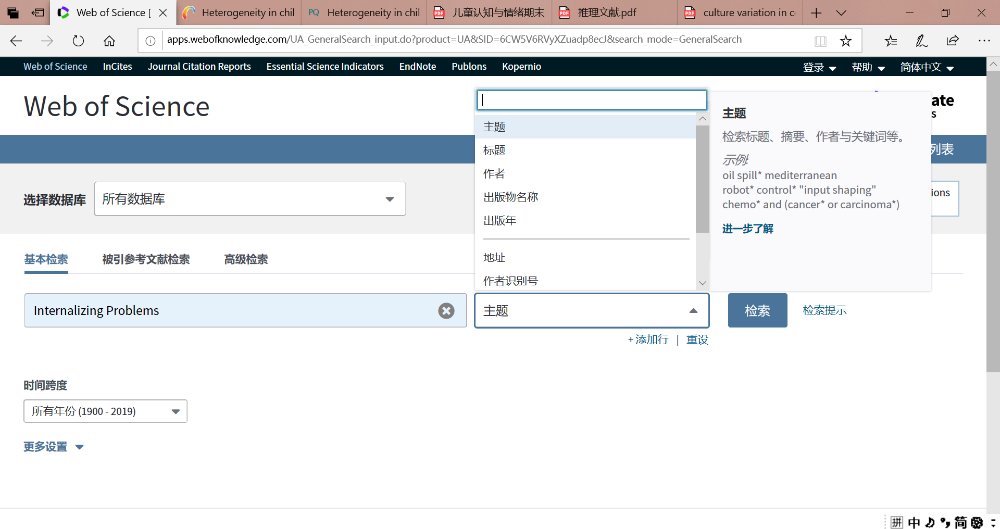 Web of Science [
Heterogeneity in chil
PQ Heterogeneity in chil
PDF 儿童认知与情绪期末
PDF 推理文献.pdf
PDF culture variation in c
apps.webofknowledge.com/UA_GeneralSearch_input.do?product=UA&SID=6CW5V6RVyXZuadp8ecJ&search_mode=GeneralSearch
Web of Science InCites Journal Citation Reports Essential Science Indicators EndNote Publons Kopernio 登录 帮助 简体中文
Web of Science
ate
s
列表
选择数据库 所有数据库
ions
主题
标题
作者
出版物名称
出版年
地址
作者识别号
主题
检索标题、摘要、作者与关键词等。
示例:
oil spill* mediterranean
robot* control* "input shaping"
chemo* and (cancer* or carcinoma*)
进一步了解
基本检索 被引参考文献检索 高级检索
Internalizing Problems 主题 检索 检索提示
+ 添加行 | 重设
时间跨度
所有年份 (1900 - 2019)
更多设置
拼 中 简